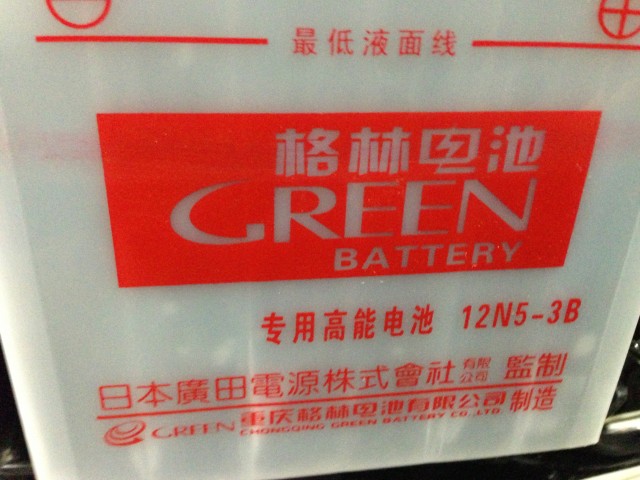 最低液面线
格林电池
GREEN
BATTERY
专用高能电池 12N5-3B
日本廣田電源株式會社有限公司 監制
GREEN 重庆格林电池有限公司 制造
CHONGQING GREEN BATTERY CO.,LTD.